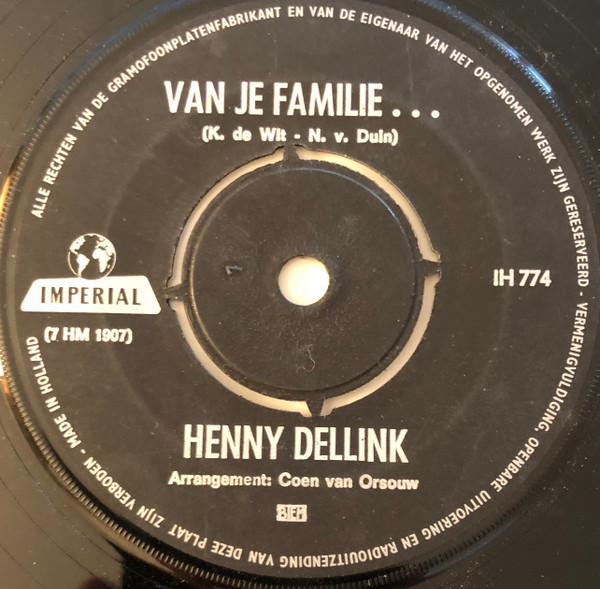 ALLE RECHTEN VAN DE GRAMOFOONPLATENFABRIKANT EN VAN DE EIGENAAR VAN HET OPGENOMEN WERK ZIJN GERESERVEERD - VERMENIGVULDIGING, OPENBARE UITVOERING EN RADIOUITZENDING VAN DEZE PLAAT ZIJN VERBODEN - MADE IN HOLLAND
VAN JE FAMILIE . . .
(K. de Wit - N. v. Duin)
IMPERIAL
(7 HM 1907)
IH 774
HENNY DELLINK
Arrangement: Coen van Orsouw
BIEM